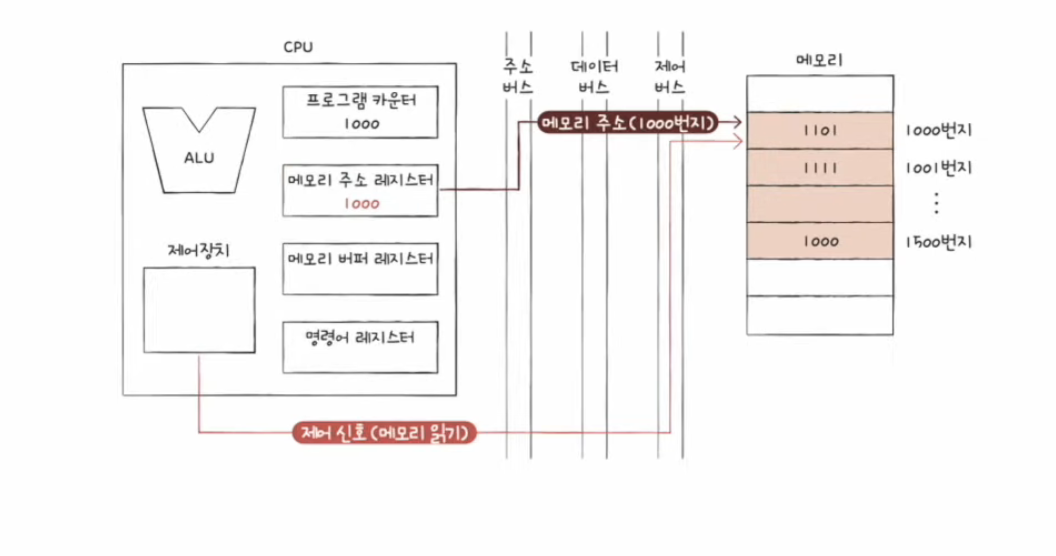 CPU
ALU
제어장치
프로그램 카운터
1000
메모리 주소 레지스터
1000
메모리 버퍼 레지스터
명령어 레지스터
제어 신호(메모리 읽기)
주소
버스
데이터
버스
제어
버스
메모리 주소(1000번지)
메모리
1101
1000번지
1111
1001번지
⋮
1000
1500번지